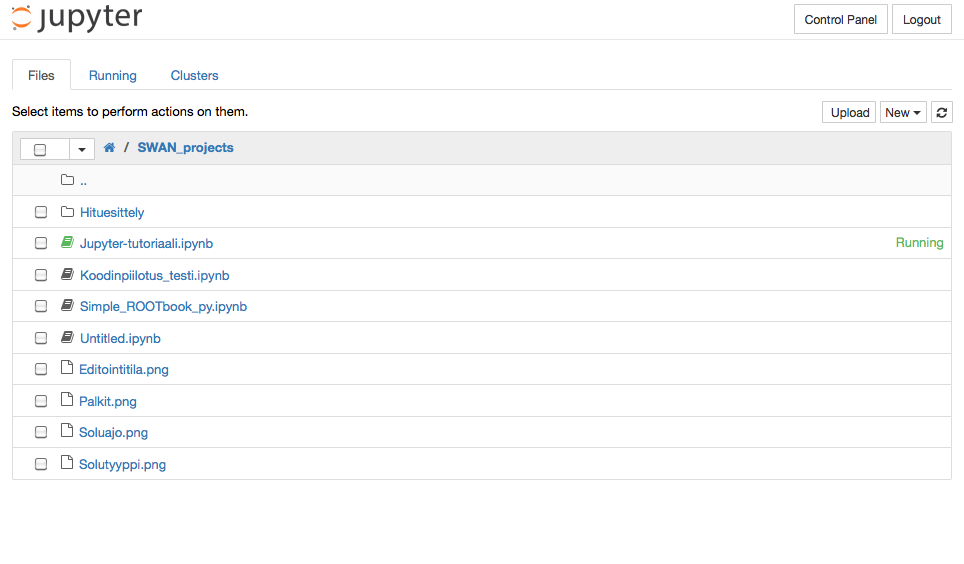 jupyter
Control Panel Logout
Files Running Clusters
Select items to perform actions on them.
Upload New
/ SWAN_projects
..
Hituesittely
Jupyter-tutoriaali.ipynb Running
Koodinpiilotus_testi.ipynb
Simple_ROOTbook_py.ipynb
Untitled.ipynb
Editointitila.png
Palkit.png
Soluajo.png
Solutyyppi.png